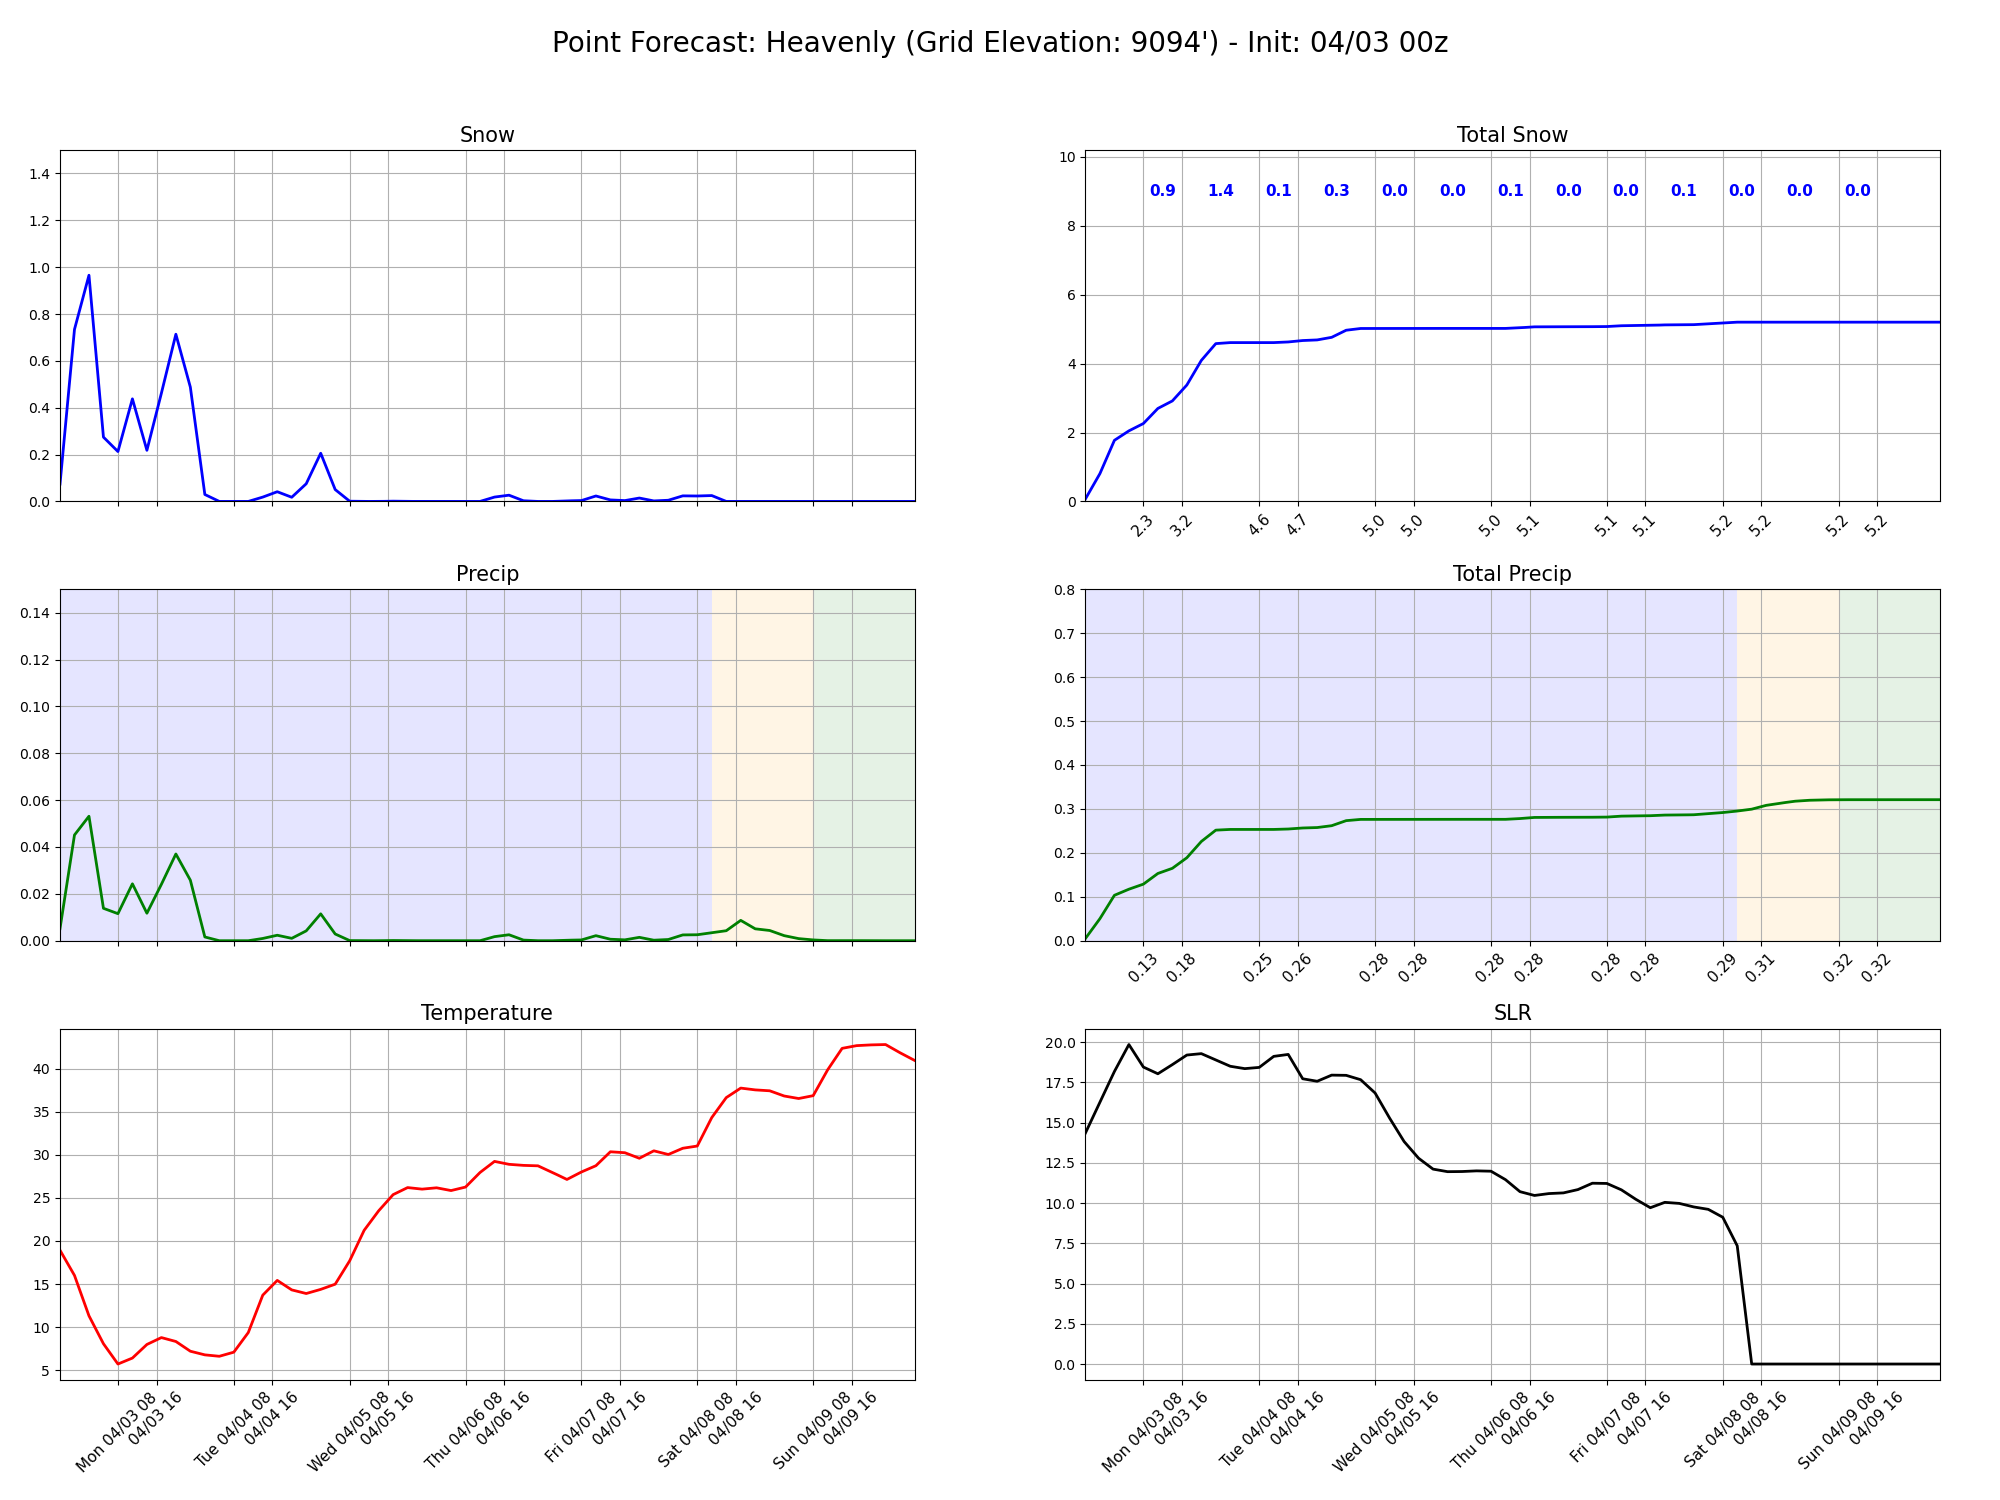 Point Forecast: Heavenly (Grid Elevation: 9094') - Init: 04/03 00z
Snow
1.4
1.2
1.0
0.8
0.6
0.4
0.2
0.0
Total Snow
10
8
6
4
2
0
0.9 1.4 0.1 0.3 0.0 0.0 0.1 0.0 0.0 0.1 0.0 0.0 0.0
2.3 3.2 4.6 4.7 5.0 5.0 5.0 5.1 5.1 5.1 5.2 5.2 5.2 5.2
Precip
0.14
0.12
0.10
0.08
0.06
0.04
0.02
0.00
Total Precip
0.8
0.7
0.6
0.5
0.4
0.3
0.2
0.1
0.0
0.13 0.18 0.25 0.26 0.28 0.28 0.28 0.28 0.28 0.28 0.29 0.31 0.32 0.32
Temperature
40
35
30
25
20
15
10
5
Mon 04/03 08
04/03 16
Tue 04/04 08
04/04 16
Wed 04/05 08
04/05 16
Thu 04/06 08
04/06 16
Fri 04/07 08
04/07 16
Sat 04/08 08
04/08 16
Sun 04/09 08
04/09 16
SLR
20.0
17.5
15.0
12.5
10.0
7.5
5.0
2.5
0.0
Mon 04/03 08
04/03 16
Tue 04/04 08
04/04 16
Wed 04/05 08
04/05 16
Thu 04/06 08
04/06 16
Fri 04/07 08
04/07 16
Sat 04/08 08
04/08 16
Sun 04/09 08
04/09 16